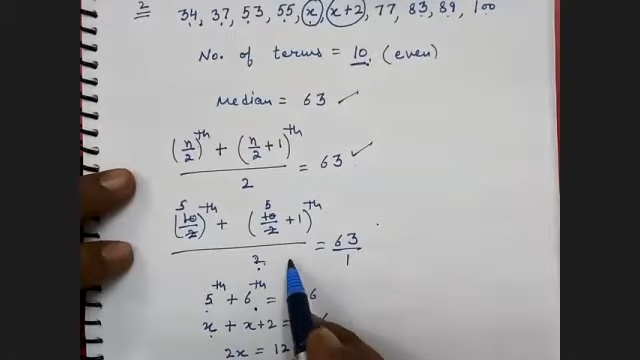 2
34, 37, 53, 55, x, x+2, 77, 83, 89, 100
No. of terms = 10 (even)
Median = 63 ✓
(n/2)th + (n/2 + 1)th / 2 = 63 ✓
(10/2)th 5 + (10/2 5 + 1)th / 2 = 63/1
5th + 6th = 6
x + x+2 =
2x = 12